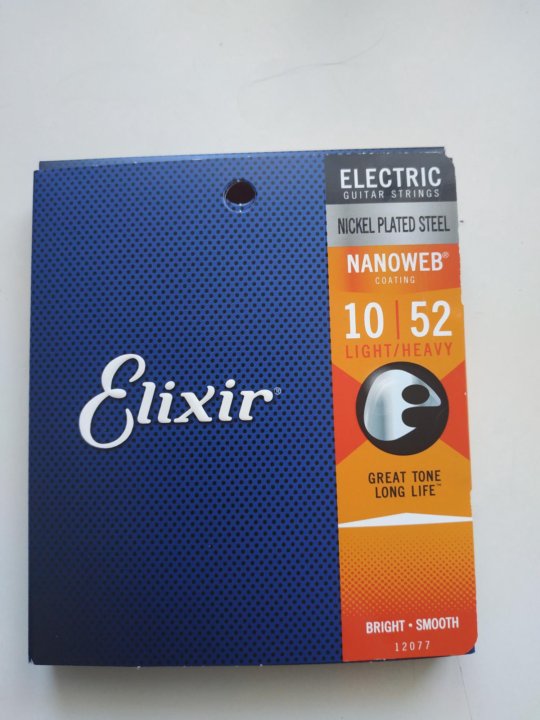 ELECTRIC
GUITAR STRINGS
NICKEL PLATED STEEL
NANOWEB®
COATING
10 | 52
LIGHT/HEAVY
Elixir®
GREAT TONE
LONG LIFE™
BRIGHT • SMOOTH
12077